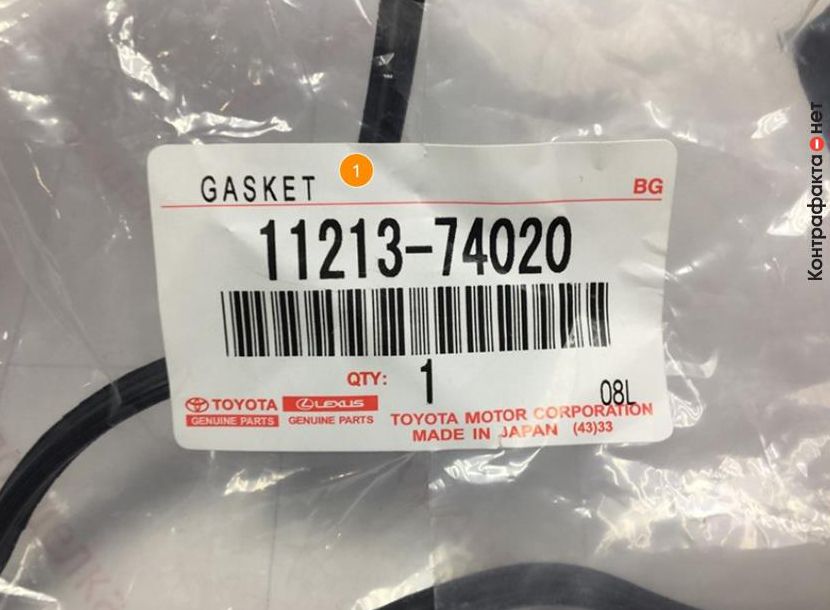 GASKET
1
BG
11213-74020
QTY: 1
08L
TOYOTA
GENUINE PARTS
LEXUS
GENUINE PARTS
TOYOTA MOTOR CORPORATION
MADE IN JAPAN (43)33
Контрафакта нет